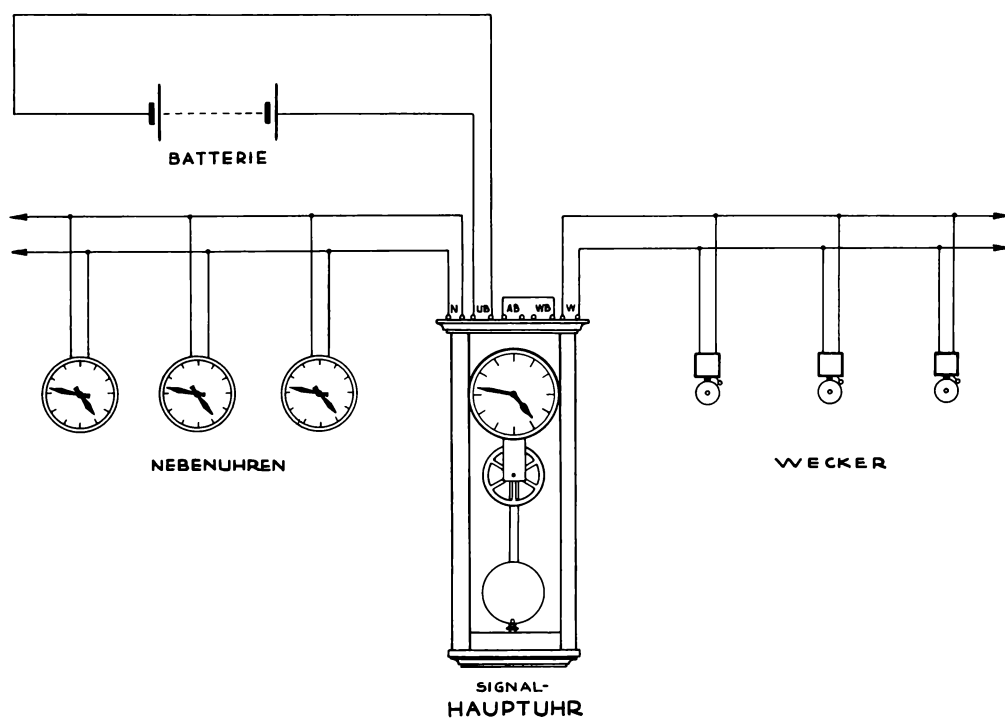 BATTERIE
N UB AB WB W
NEBENUHREN
WECKER
SIGNAL-
HAUPTUHR